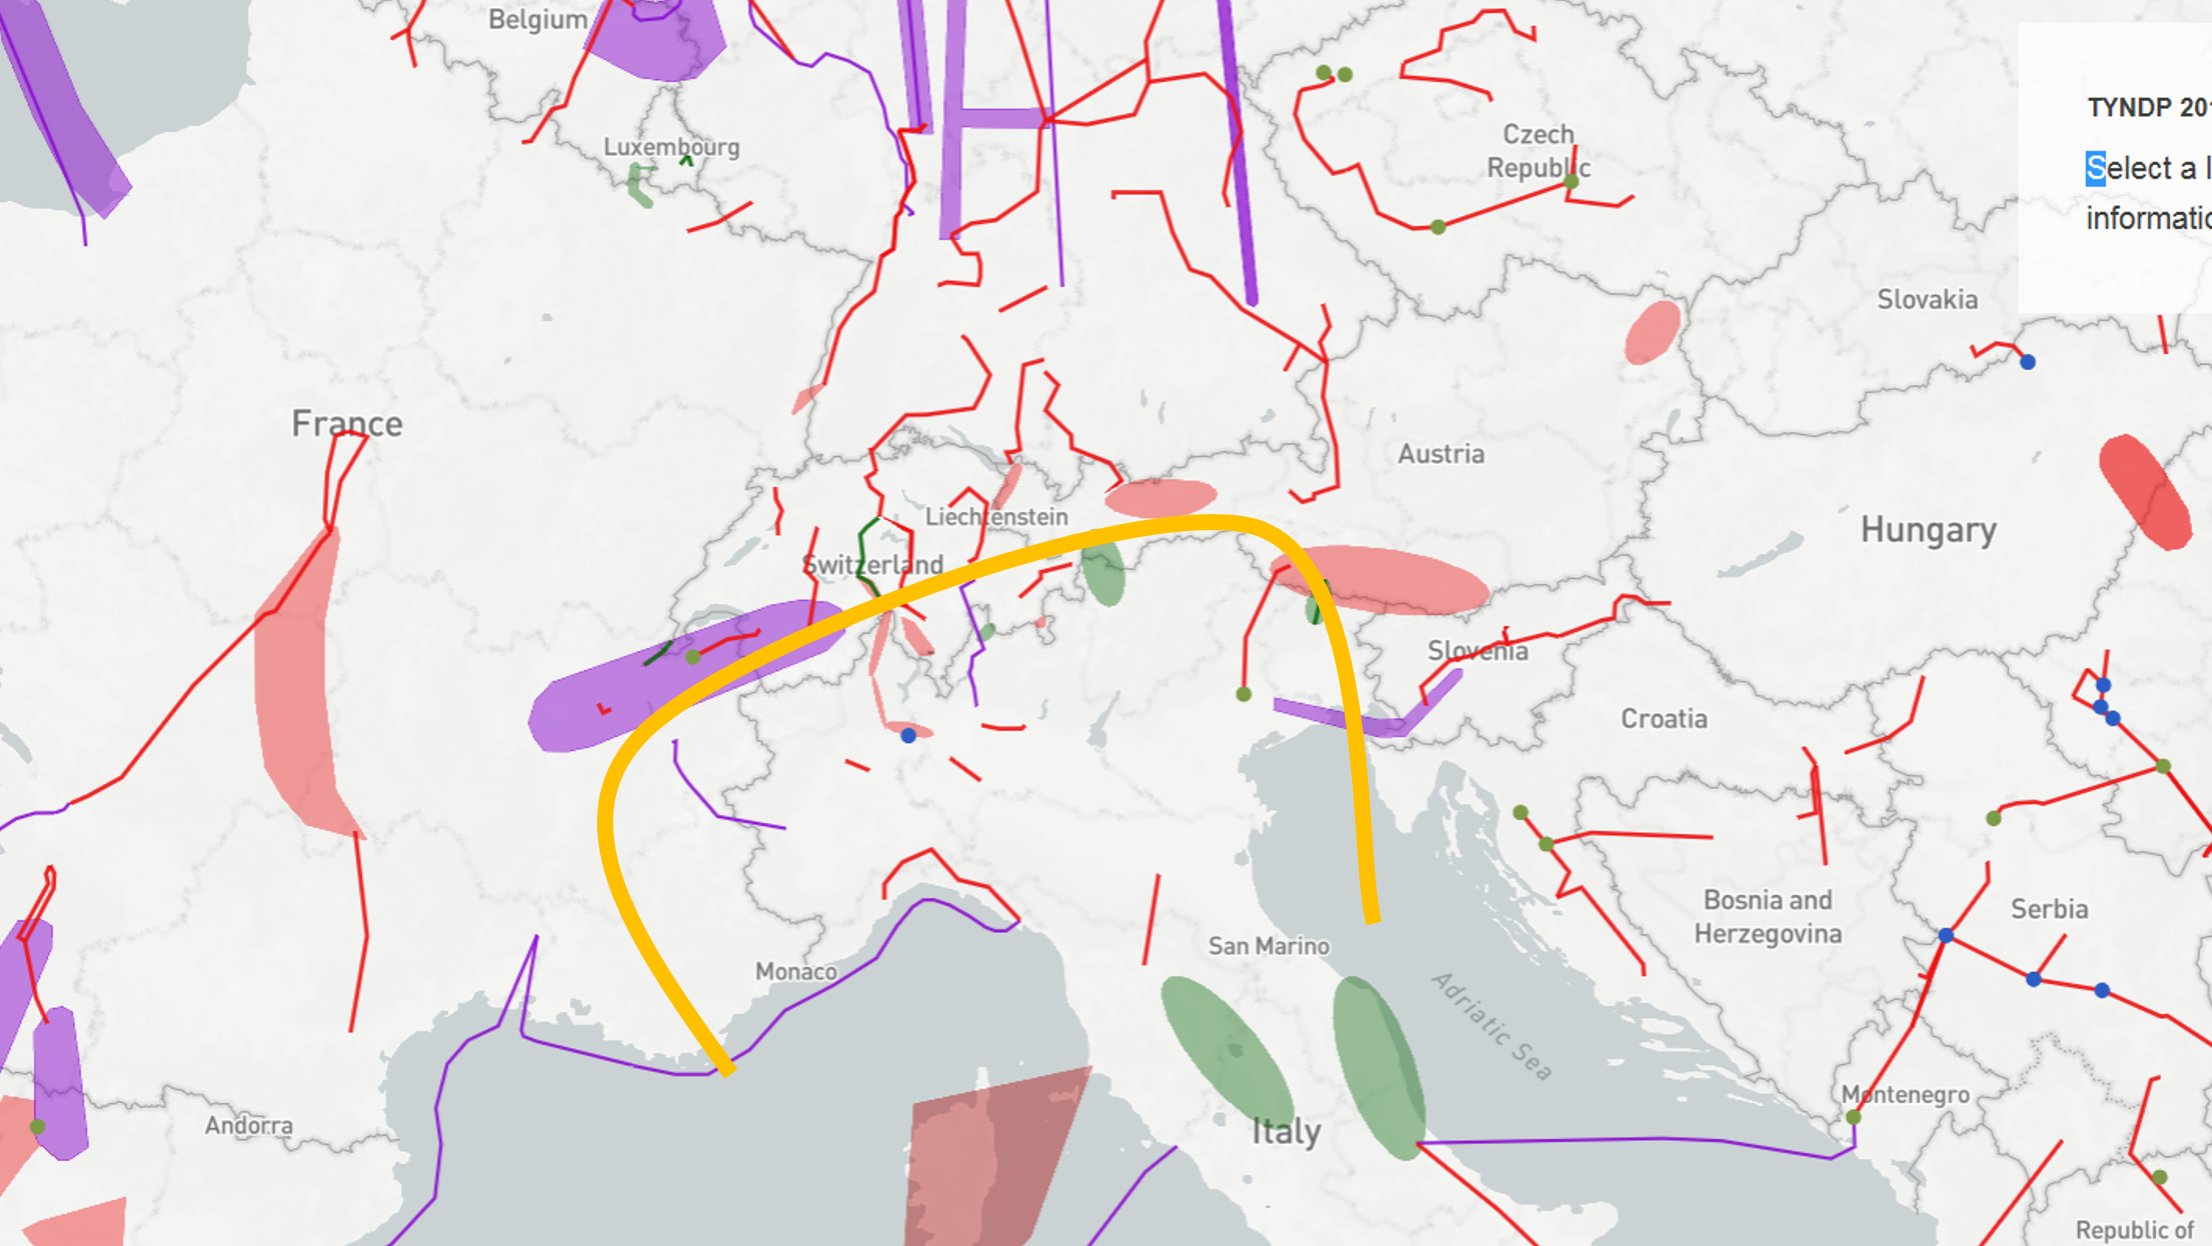 Belgium
TYNDP 20
Select a l
informatio
Luxembourg
Czech
Republic
Slovakia
France
Austria
Liechtenstein
Hungary
Switzerland
Slovenia
Croatia
Bosnia and
Herzegovina
Serbia
San Marino
Monaco
Adriatic Sea
Montenegro
Andorra
Italy
Republic of